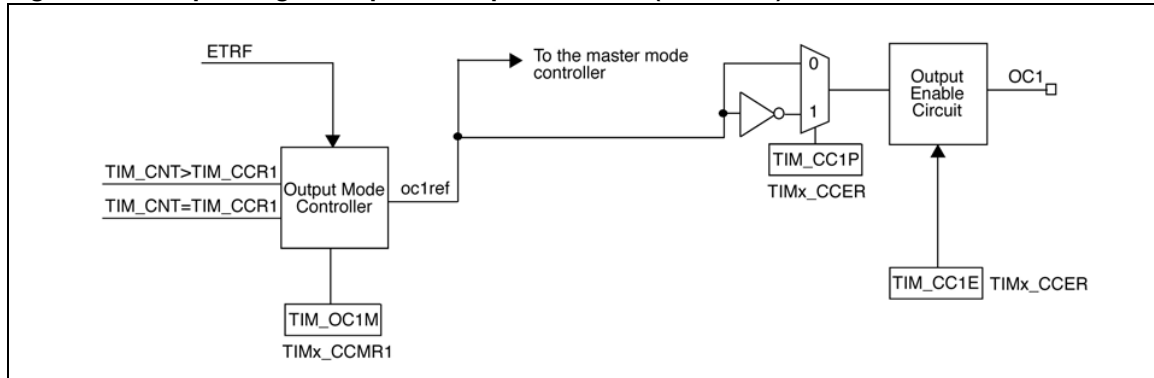 ETRF
To the master mode
controller
0
1
Output
Enable
Circuit
OC1
TIM_CC1P
TIMx_CCER
TIM_CNT>TIM_CCR1
TIM_CNT=TIM_CCR1
Output Mode
Controller
oc1ref
TIM_CC1E
TIMx_CCER
TIM_OC1M
TIMx_CCMR1